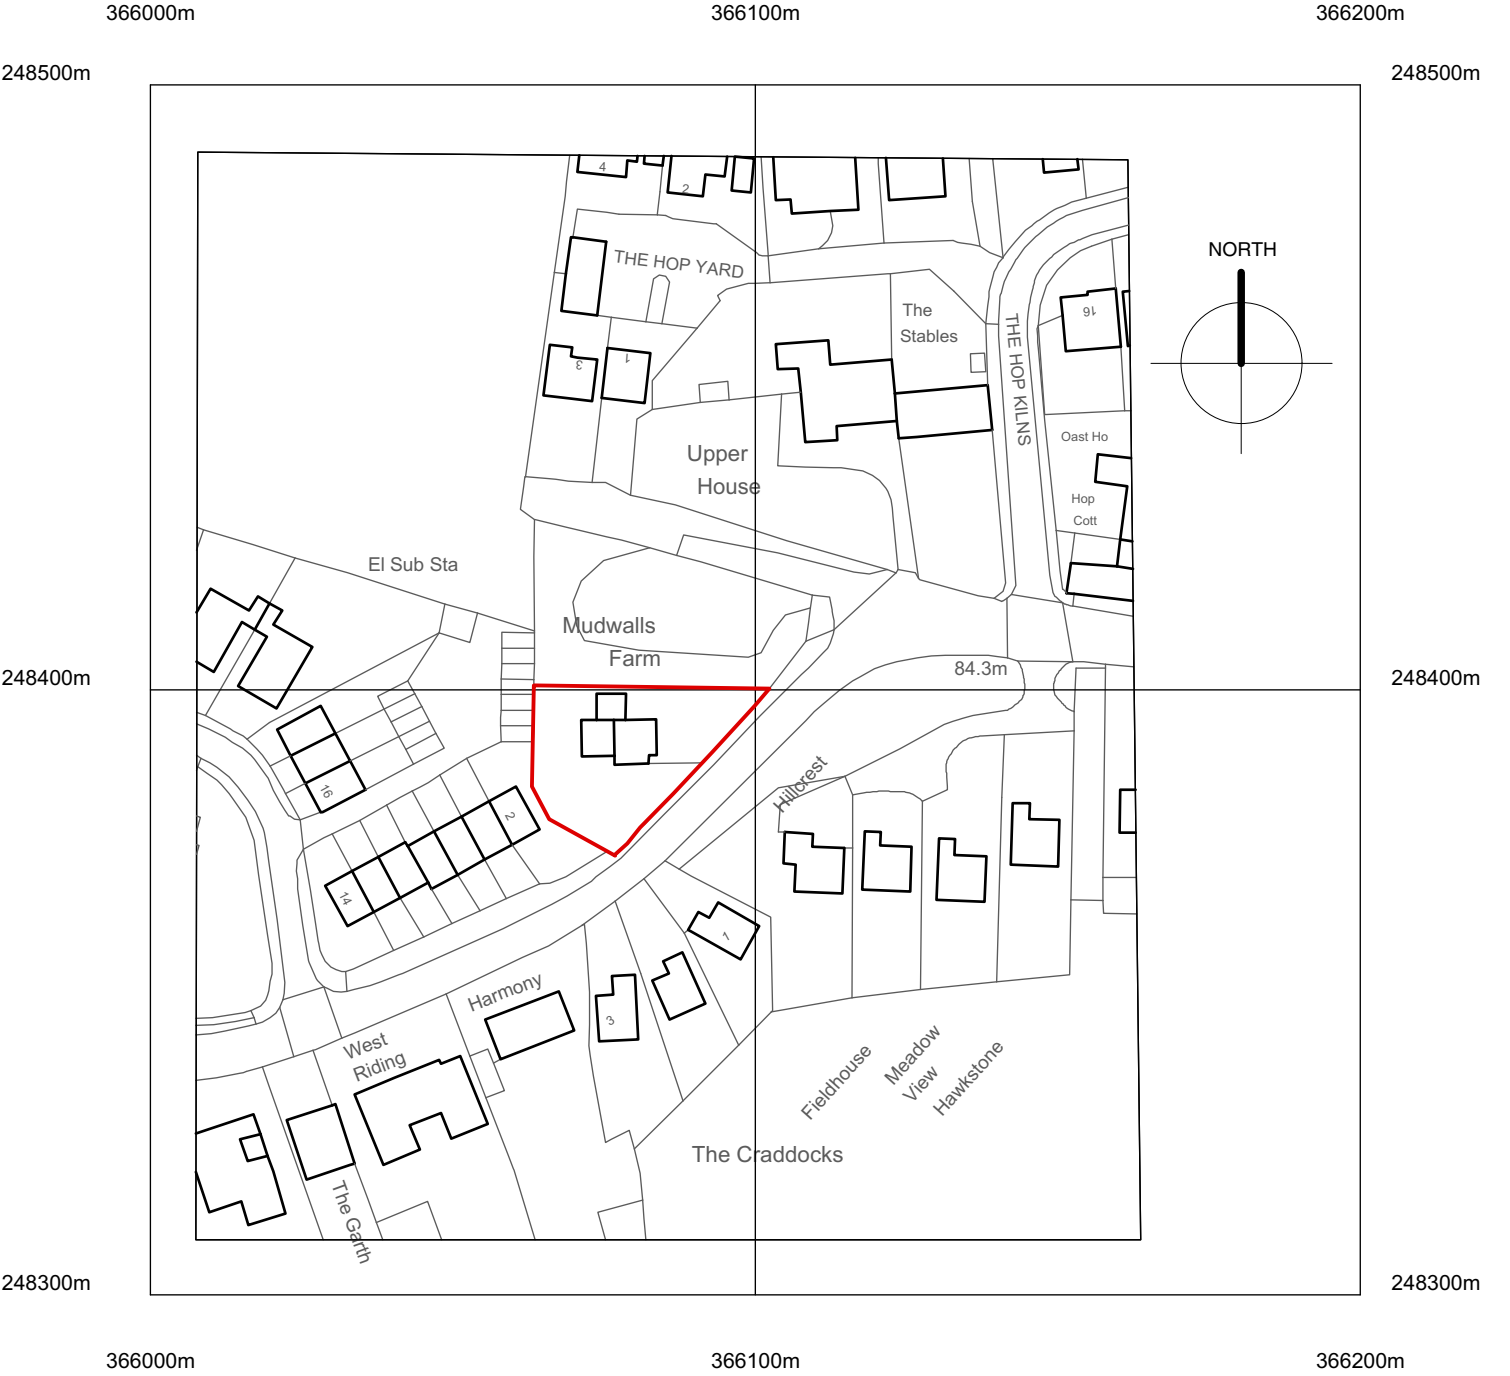 366000m
366100m
366200m
248500m
248500m
4
2
NORTH
THE HOP YARD
The
Stables
16
THE HOP KILNS
3
1
Oast Ho
Upper
House
Hop
Cott
El Sub Sta
Mudwalls
Farm
84.3m
248400m
248400m
Hillcrest
16
2
14
1
Harmony
3
West
Riding
Fieldhouse
Meadow
View
Hawkstone
The Craddocks
The Garth
248300m
248300m
366000m
366100m
366200m